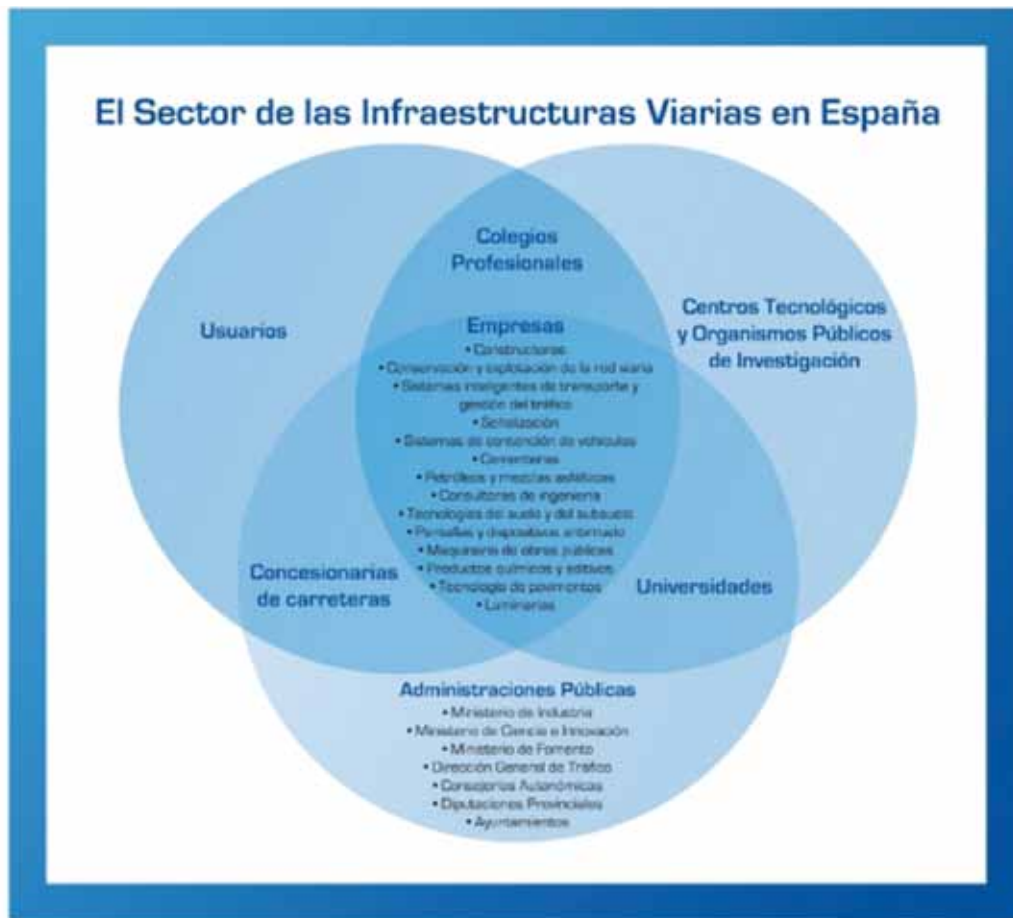 El Sector de las Infraestructuras Viarias en España
Colegios
Profesionales
Usuarios
Centros Tecnológicos
y Organismos Públicos
de Investigación
Empresas
• Constructoras
• Conservación y explotación de la red viaria
• Sistemas inteligentes de transporte y
gestión del tráfico
• Señalización
• Sistemas de contención de vehículos
• Cementeras
• Petróleos y mezclas asfálticas
• Consultoras de ingeniería
• Tecnologías del suelo y del subsuelo
• Pantallas y dispositivos antirruido
• Maquinaria de obras públicas
• Productos químicos y aditivos
• Tecnología de pavimentos
• Luminarias
Concesionarias
de carreteras
Universidades
Administraciones Públicas
• Ministerio de Industria
• Ministerio de Ciencia e Innovación
• Ministerio de Fomento
• Dirección General de Tráfico
• Consejerías Autonómicas
• Diputaciones Provinciales
• Ayuntamientos